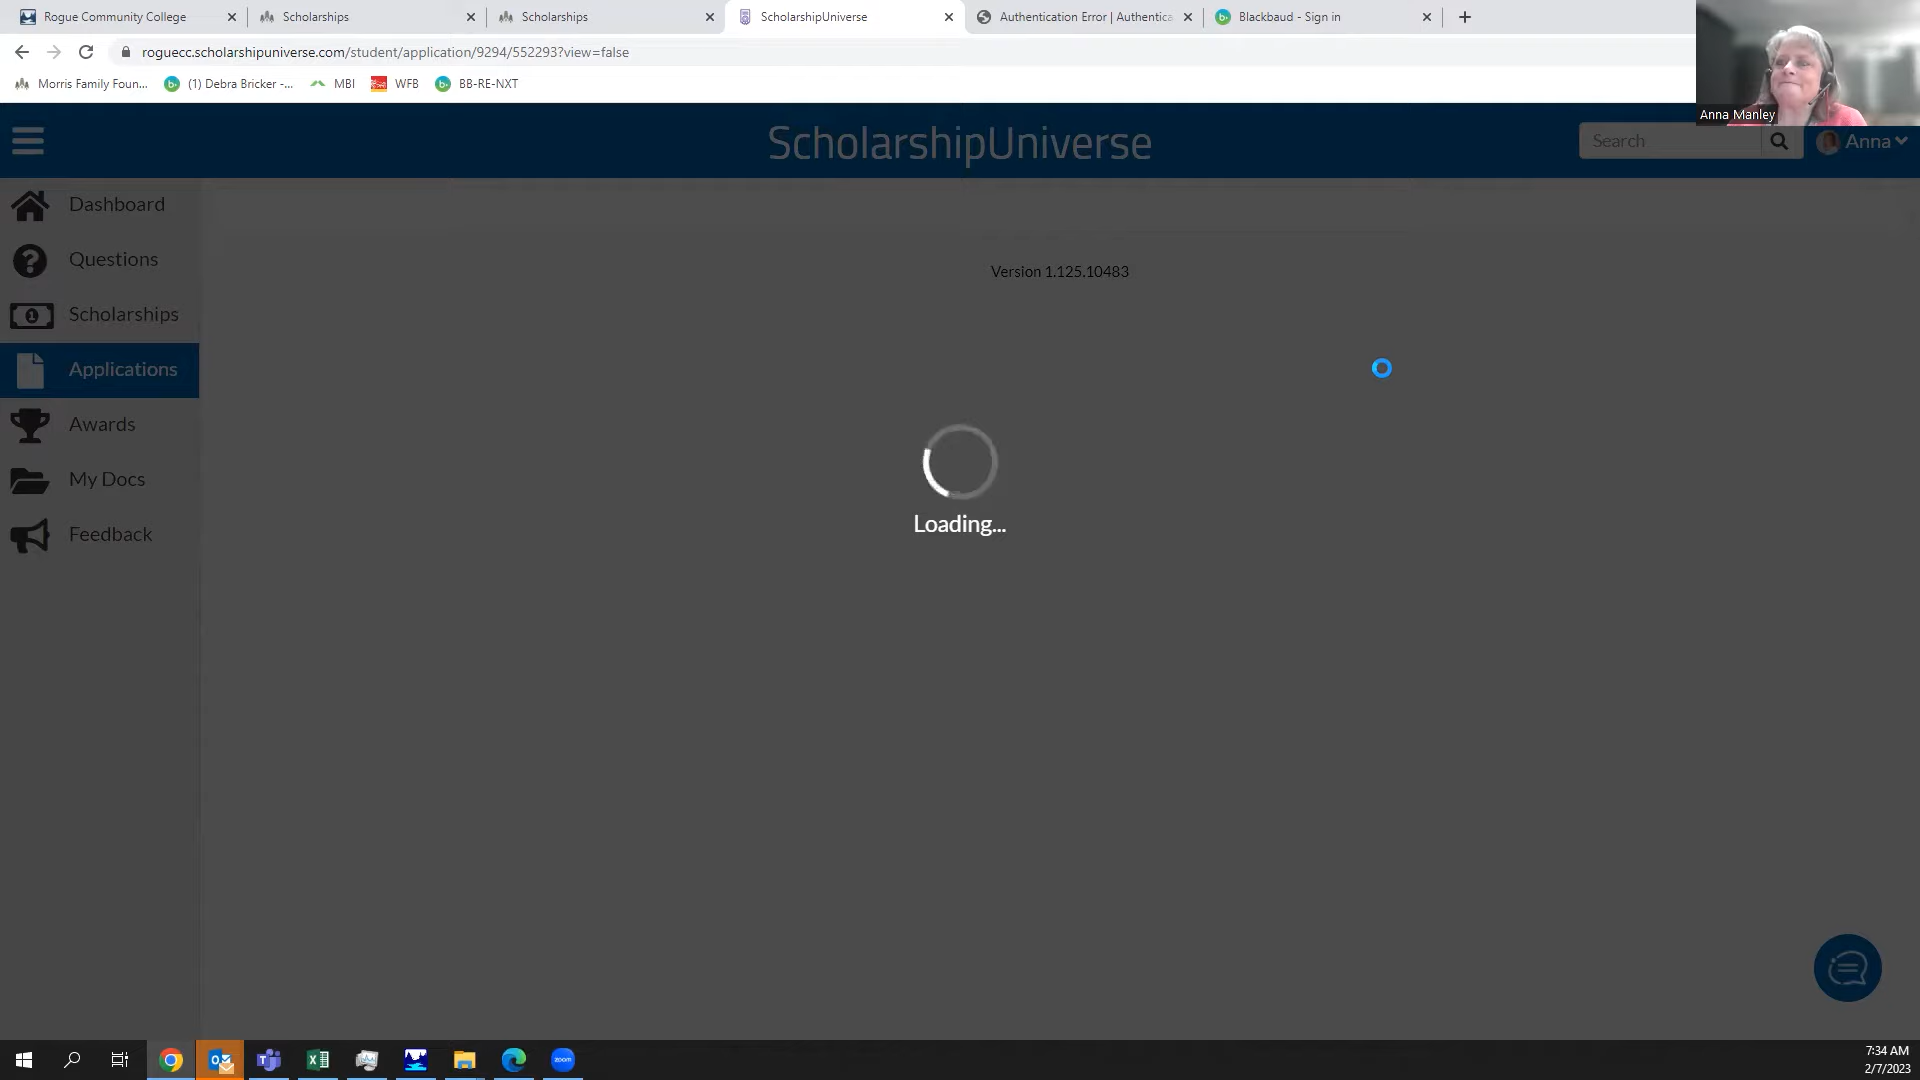 Rogue Community College
Scholarships
Scholarships
ScholarshipUniverse
Authentication Error | Authentica
Blackbaud - Sign in
roguecc.scholarshipuniverse.com/student/application/9294/552293?view=false
Morris Family Foun...
(1) Debra Bricker -...
MBI
WFB
BB-RE-NXT
Anna Manley
ScholarshipUniverse
Search
Anna
Dashboard
Questions
Scholarships
Applications
Awards
My Docs
Feedback
Version 1.125.10483
Loading...
zoom
7:34 AM
2/7/2023